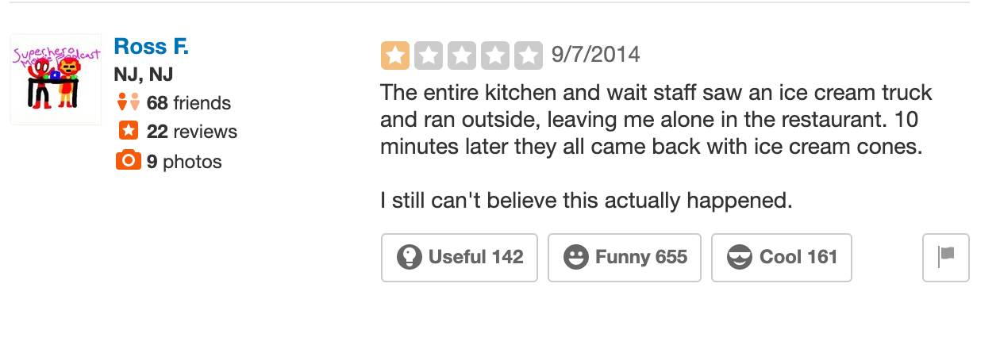 Superhero
Movie Podcast
Ross F.
NJ, NJ
68 friends
22 reviews
9 photos
9/7/2014
The entire kitchen and wait staff saw an ice cream truck
and ran outside, leaving me alone in the restaurant. 10
minutes later they all came back with ice cream cones.
I still can't believe this actually happened.
Useful 142
Funny 655
Cool 161